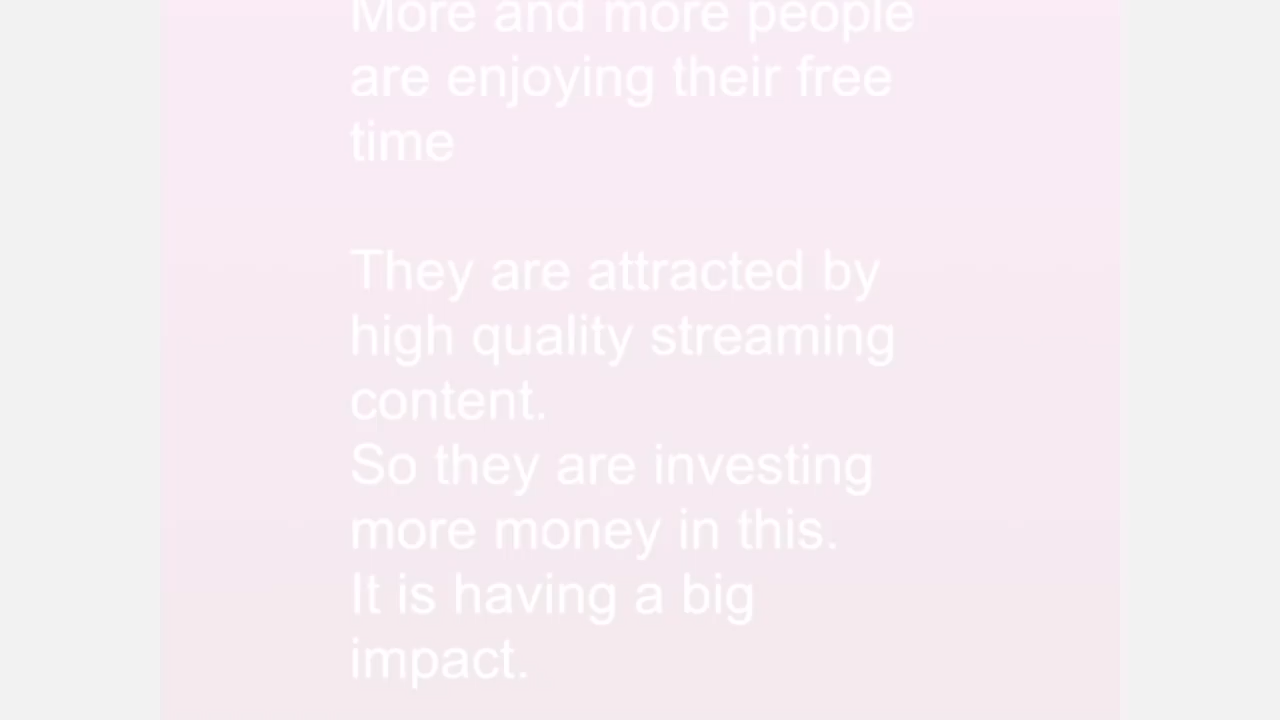 More and more people
are enjoying their free
time
They are attracted by
high quality streaming
content.
So they are investing
more money in this.
It is having a big
impact.